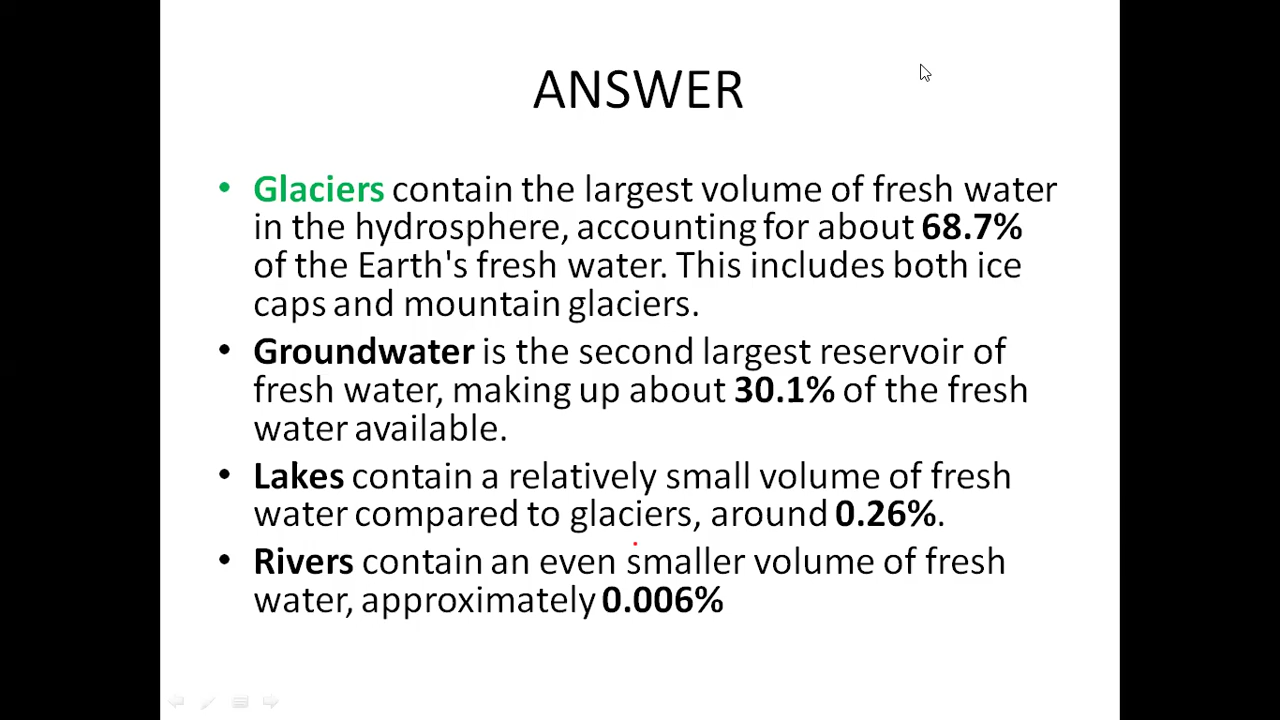 ANSWER
• Glaciers contain the largest volume of fresh water
in the hydrosphere, accounting for about 68.7%
of the Earth's fresh water. This includes both ice
caps and mountain glaciers.
• Groundwater is the second largest reservoir of
fresh water, making up about 30.1% of the fresh
water available.
• Lakes contain a relatively small volume of fresh
water compared to glaciers, around 0.26%.
• Rivers contain an even smaller volume of fresh
water, approximately 0.006%